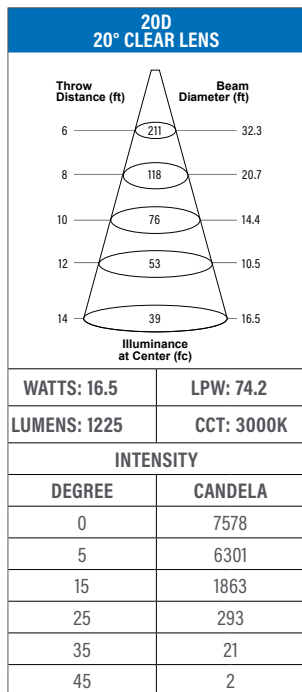 20D
20° CLEAR LENS
Throw Distance (ft)
Beam Diameter (ft)
6 211 32.3
8 118 20.7
10 76 14.4
12 53 10.5
14 39 16.5
Illuminance
at Center (fc)
WATTS: 16.5 LPW: 74.2
LUMENS: 1225 CCT: 3000K
INTENSITY
DEGREE CANDELA
0 7578
5 6301
15 1863
25 293
35 21
45 2